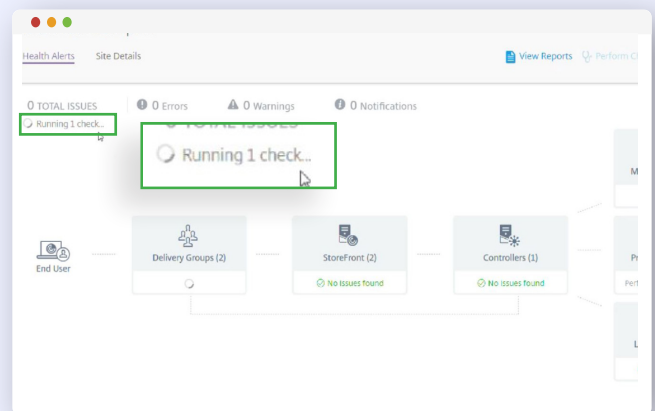 Health Alerts Site Details View Reports Perform
0 TOTAL ISSUES 0 Errors 0 Warnings 0 Notifications
Running 1 check...
Running 1 check...
End User
Delivery Groups (2)
StoreFront (2)
No issues found
Controllers (1)
No issues found